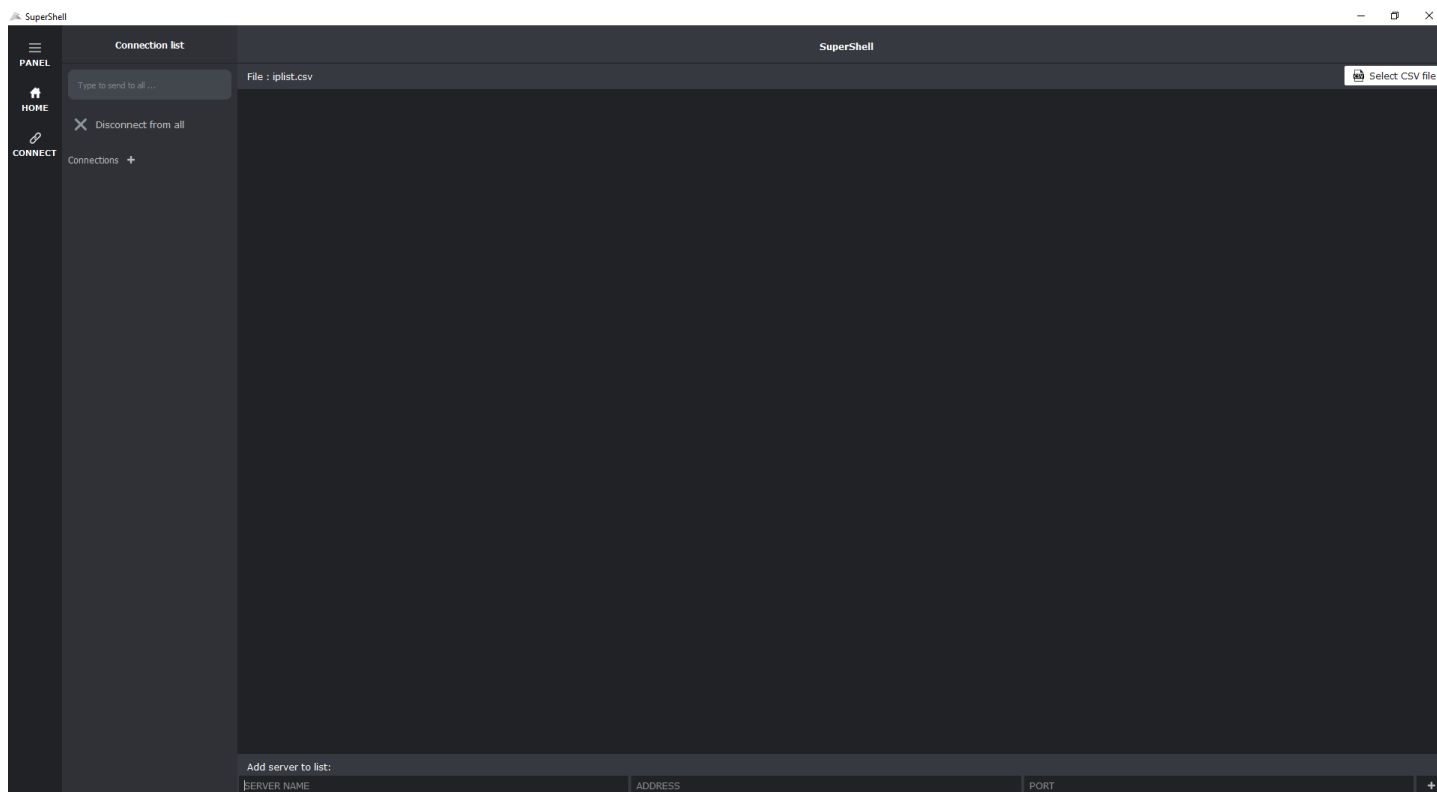 SuperShell
PANEL
HOME
CONNECT
Connection list
Type to send to all ...
Disconnect from all
Connections +
SuperShell
File : iplist.csv
CSV Select CSV file
Add server to list:
SERVER NAME ADDRESS PORT +